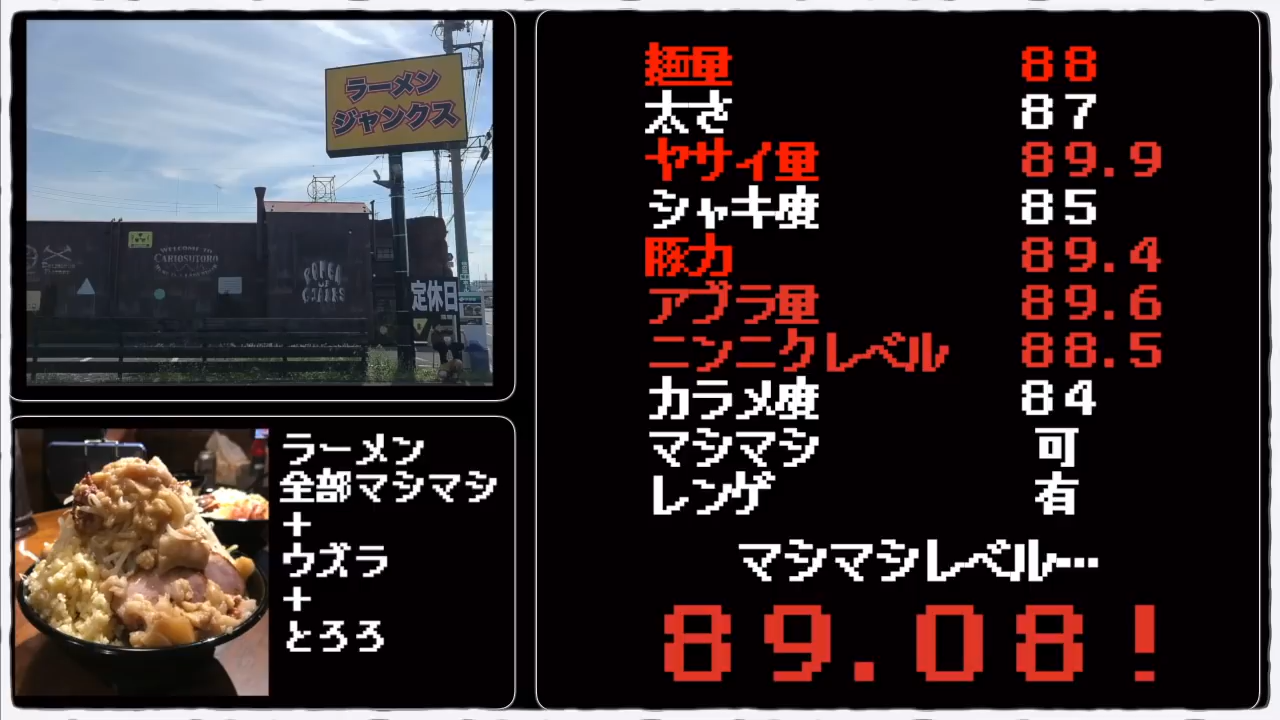 ラーメン
ジャンクス
WELCOME TO
CARIOSUTORO
定休日
ラーメン
全部マシマシ
+
ウズラ
+
とろろ
麺量 88
太さ 87
ヤサイ量 89.9
シャキ度 85
豚力 89.4
アブラ量 89.6
ニンニクレベル 88.5
カラメ度 84
マシマシ 可
レンゲ 有
マシマシレベル…
89.08!